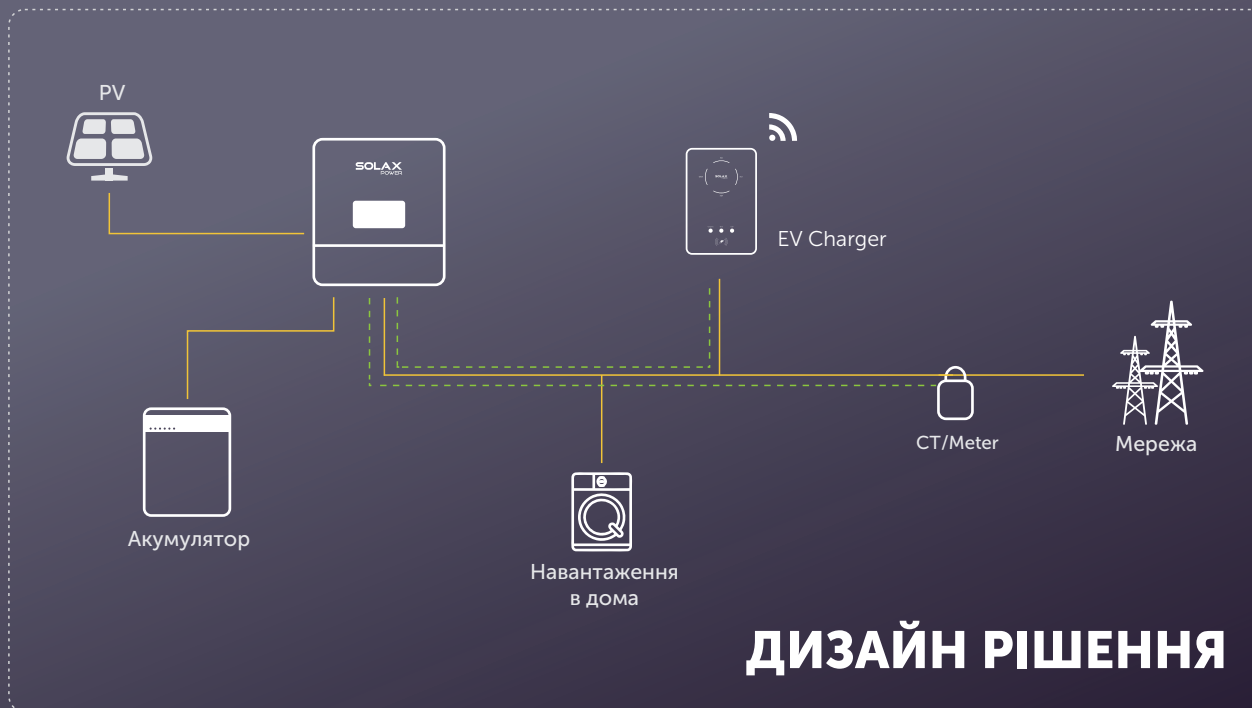 PV
SOLAX
POWER
EV Charger
CT/Meter
Мережа
Акумулятор
Навантаження
в дома
ДИЗАЙН РІШЕННЯ